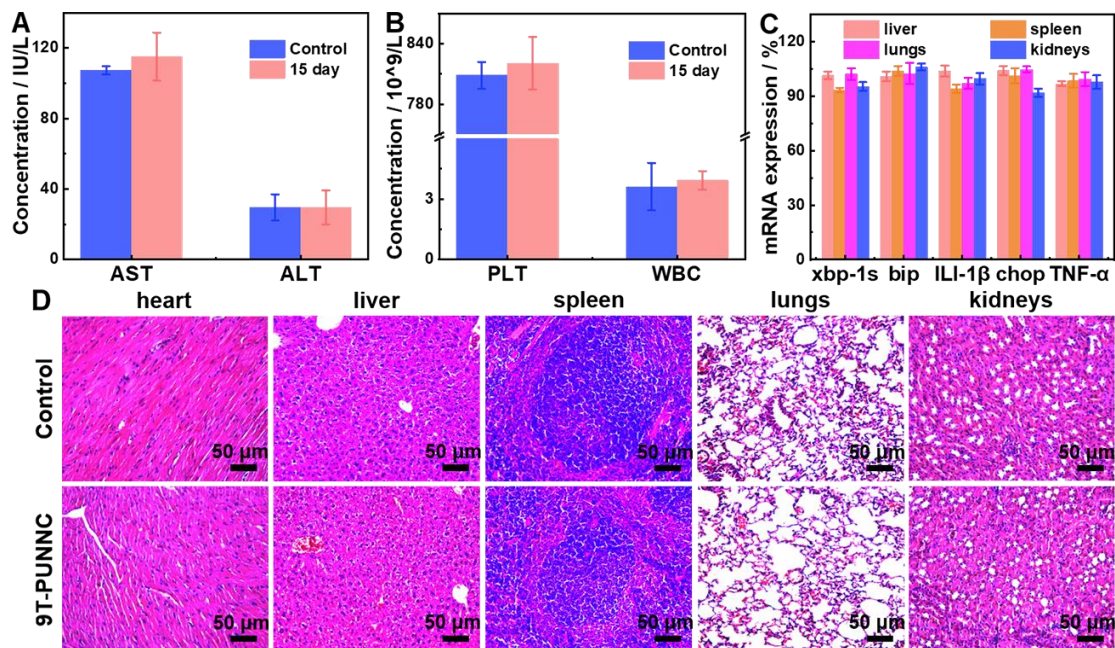 A
Concentration / IU/L
120
80
40
0
Control
15 day
AST
ALT
B
Concentration / 10^9/L
840
780
3
0
Control
15 day
PLT
WBC
C
mRNA expression / %
120
90
60
30
0
liver
spleen
lungs
kidneys
xbp-1s
bip
ILI-1β
chop
TNF-α
D
heart
liver
spleen
lungs
kidneys
Control
50 μm
50 μm
50 μm
50 μm
50 μm
9T-PUNNC
50 μm
50 μm
50 μm
50 μm
50 μm